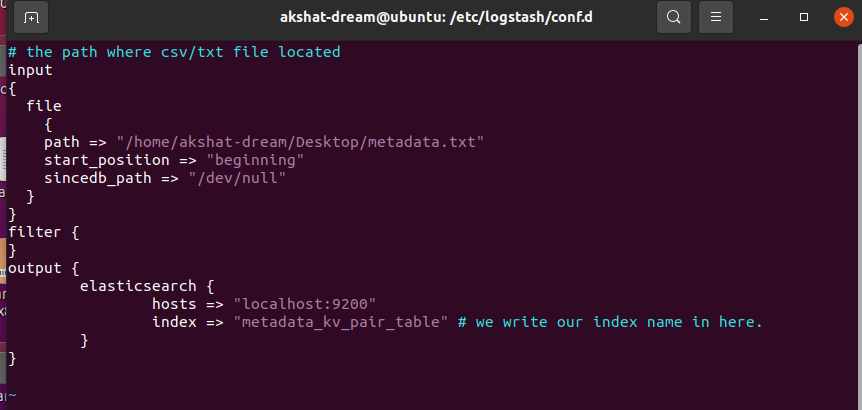 akshat-dream@ubuntu: /etc/logstash/conf.d
# the path where csv/txt file located
input
{
  file
    {
    path => "/home/akshat-dream/Desktop/metadata.txt"
    start_position => "beginning"
    sincedb_path => "/dev/null"
  }
}
filter {
}
output {
        elasticsearch {
                hosts => "localhost:9200"
                index => "metadata_kv_pair_table" # we write our index name in here.
        }
}
~